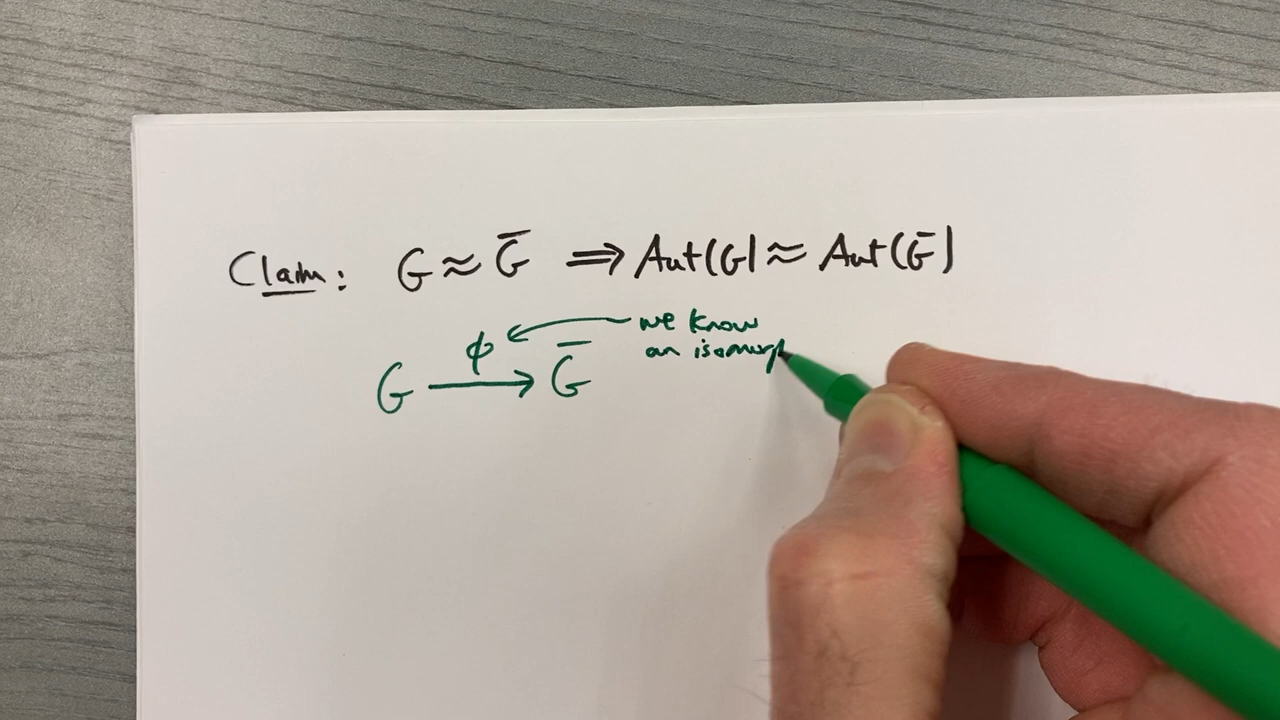 Claim: G ≈ Ḡ ⟹ Aut(G) ≈ Aut(Ḡ)
ϕ we know
an isomorp
G ⟶ Ḡ